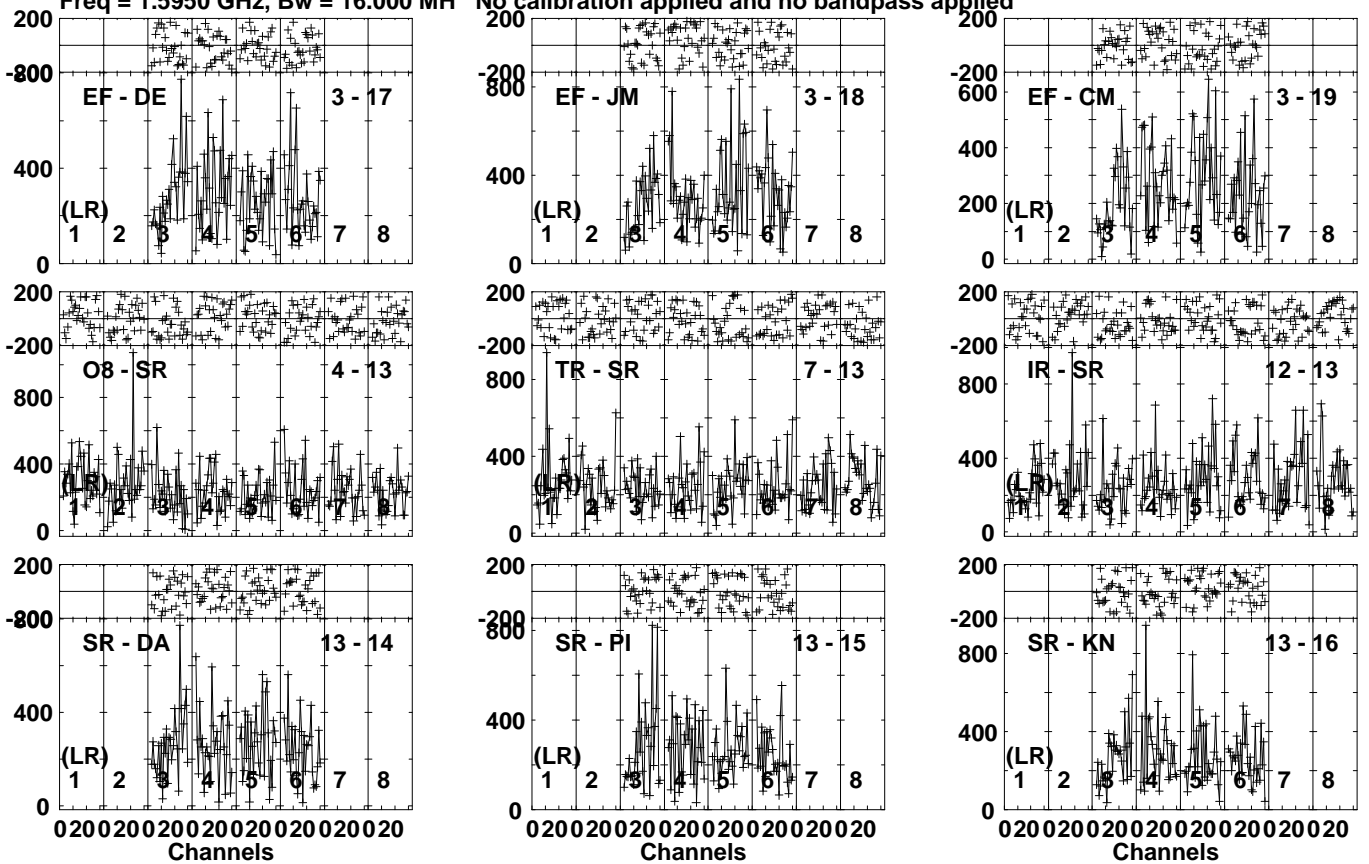 Freq = 1.5950 GHz, Bw = 16.000 MH No calibration applied and no bandpass applied
200 200 200
-200 -200
800 800 600
EF - DE 3 - 17 EF - JM 3 - 18 EF - CM 3 - 19
400 400 400
200
(LR) (LR) (LR)
1 2 3 4 5 6 7 8 1 2 3 4 5 6 7 8 1 2 3 4 5 6 7 8
0 0 0
200 200 200
-200 -200 -200
O8 - SR 4 - 13 TR - SR 7 - 13 IR - SR 12 - 13
800 800 800
400 400 400
(LR) (LR) (LR)
1 2 3 4 5 6 7 8 1 2 3 4 5 6 7 8 1 2 3 4 5 6 7 8
0 0 0
200 200 200
-200 -200
800 800 800
SR - DA 13 - 14 SR - PI 13 - 15 SR - KN 13 - 16
400 400 400
(LR) (LR) (LR)
1 2 3 4 5 6 7 8 1 2 3 4 5 6 7 8 1 2 3 4 5 6 7 8
0 0 0
0 20 0 20 0 20 0 20 0 20 0 20 0 20 0 20 0 20 0 20 0 20 0 20 0 20 0 20 0 20 0 20 0 20 0 20 0 20 0 20 0 20 0 20 0 20 0 20
Channels Channels Channels